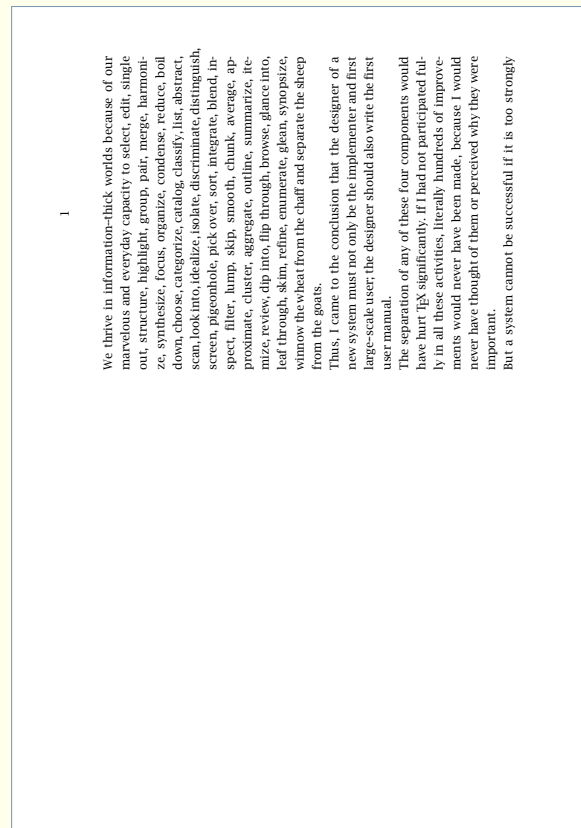 1
We thrive in information–thick worlds because of our
marvelous and everyday capacity to select, edit, single
out, structure, highlight, group, pair, merge, harmoni-
ze, synthesize, focus, organize, condense, reduce, boil
down, choose, categorize, catalog, classify, list, abstract,
scan, look into, idealize, isolate, discriminate, distinguish,
screen, pigeonhole, pick over, sort, integrate, blend, in-
spect, filter, lump, skip, smooth, chunk, average, ap-
proximate, cluster, aggregate, outline, summarize, ite-
mize, review, dip into, flip through, browse, glance into,
leaf through, skim, refine, enumerate, glean, synopsize,
winnow the wheat from the chaff and separate the sheep
from the goats.
Thus, I came to the conclusion that the designer of a
new system must not only be the implementer and first
large–scale user; the designer should also write the first
user manual.
The separation of any of these four components would
have hurt TEX significantly. If I had not participated ful-
ly in all these activities, literally hundreds of improve-
ments would never have been made, because I would
never have thought of them or perceived why they were
important.
But a system cannot be successful if it is too strongly